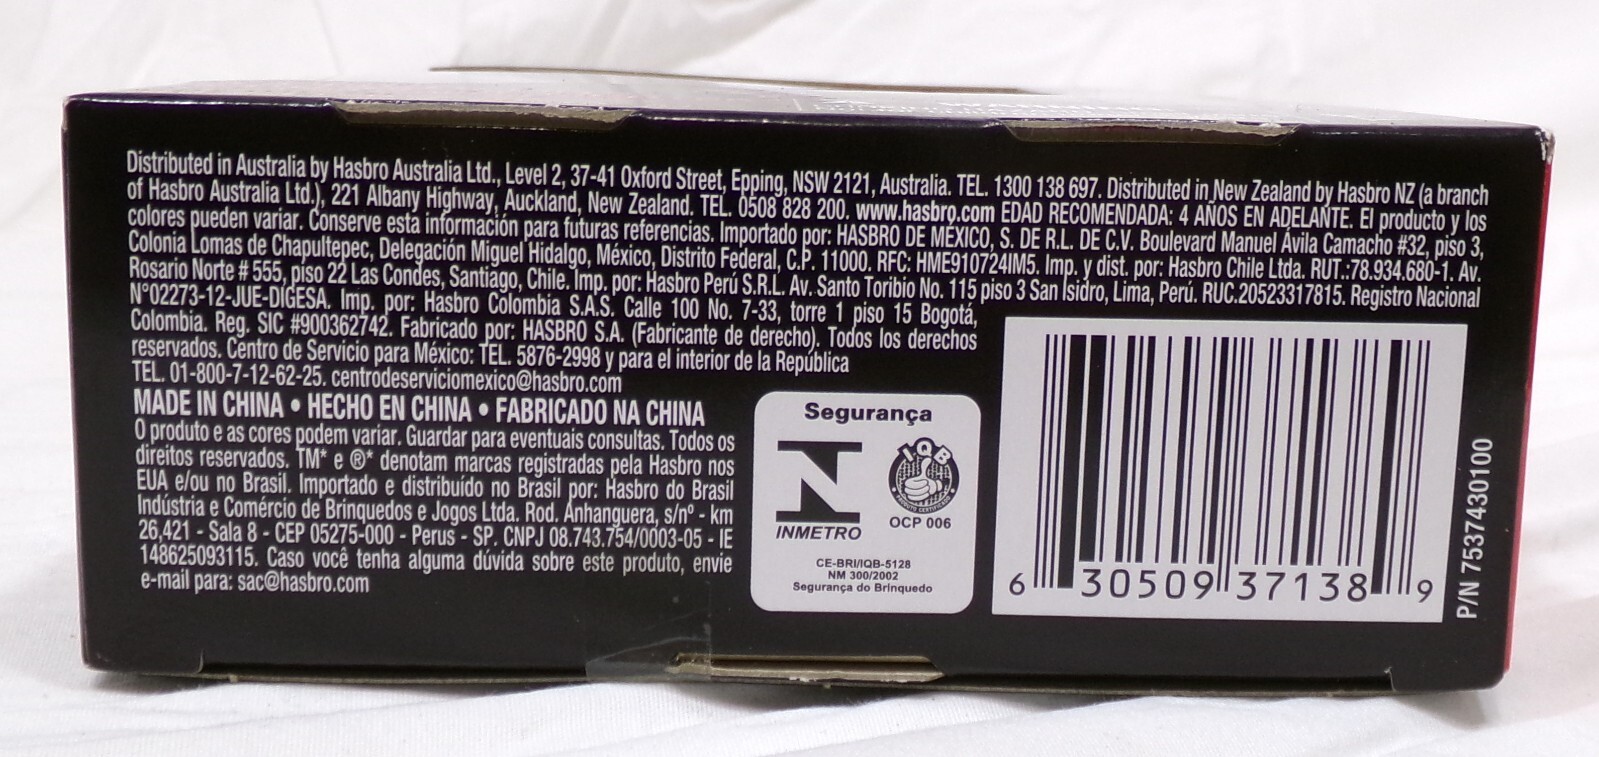 Distributed in Australia by Hasbro Australia Ltd., Level 2, 37-41 Oxford Street, Epping, NSW 2121, Australia. TEL. 1300 138 697. Distributed in New Zealand by Hasbro NZ (a branch
of Hasbro Australia Ltd.), 221 Albany Highway, Auckland, New Zealand. TEL. 0508 828 200. www.hasbro.com EDAD RECOMENDADA: 4 AÑOS EN ADELANTE. El producto y los
colores pueden variar. Conserve esta información para futuras referencias. Importado por: HASBRO DE MÉXICO, S. DE R.L. DE C.V. Boulevard Manuel Ávila Camacho #32, piso 3,
Colonia Lomas de Chapultepec, Delegación Miguel Hidalgo, México, Distrito Federal, C.P. 11000. RFC: HME910724IM5. Imp. y dist. por: Hasbro Chile Ltda. RUT.:78.934.680-1. Av.
Rosario Norte # 555, piso 22 Las Condes, Santiago, Chile. Imp. por: Hasbro Perú S.R.L. Av. Santo Toribio No. 115 piso 3 San Isidro, Lima, Perú. RUC.20523317815. Registro Nacional
N°02273-12-JUE-DIGESA. Imp. por: Hasbro Colombia S.A.S. Calle 100 No. 7-33, torre 1 piso 15 Bogotá,
Colombia. Reg. SIC #900362742. Fabricado por: HASBRO S.A. (Fabricante de derecho). Todos los derechos
reservados. Centro de Servicio para México: TEL. 5876-2998 y para el interior de la República
TEL. 01-800-7-12-62-25. centrodeserviciomexico@hasbro.com
MADE IN CHINA • HECHO EN CHINA • FABRICADO NA CHINA
O produto e as cores podem variar. Guardar para eventuais consultas. Todos os
direitos reservados. TM* e ®* denotam marcas registradas pela Hasbro nos
EUA e/ou no Brasil. Importado e distribuído no Brasil por: Hasbro do Brasil
Indústria e Comércio de Brinquedos e Jogos Ltda. Rod. Anhanguera, s/nº - km
26,421 - Sala 8 - CEP 05275-000 - Perus - SP. CNPJ 08.743.754/0003-05 - IE
148625093115. Caso você tenha alguma dúvida sobre este produto, envie
e-mail para: sac@hasbro.com
Segurança
INMETRO
IQB
PRODUTO CERTIFICADO
OCP 006
CE-BRI/IQB-5128
NM 300/2002
Segurança do Brinquedo
6 30509 37138 9
P/N 7537430100